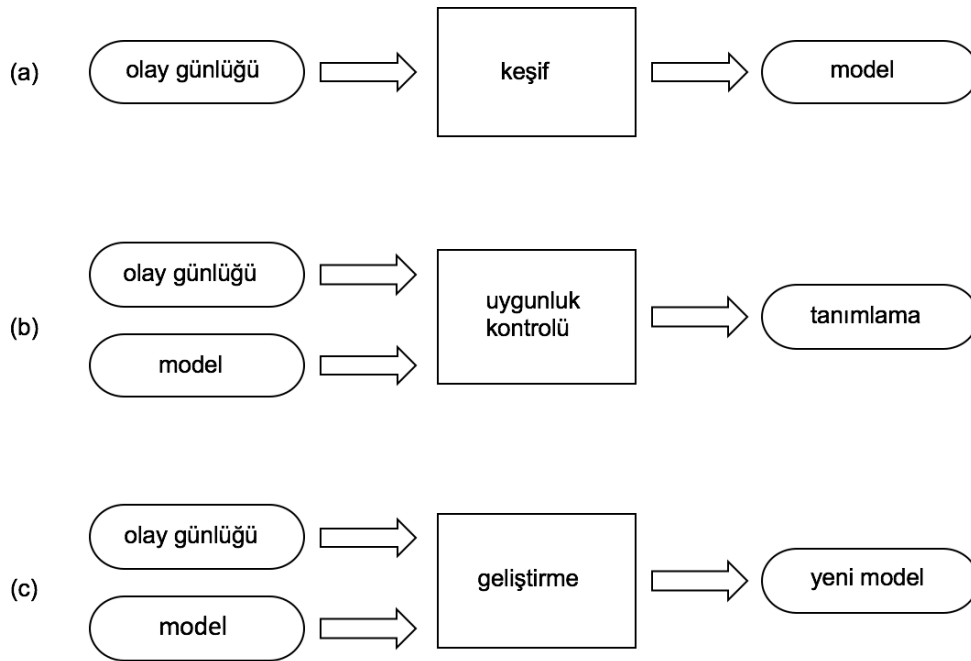 (a)
olay günlüğü
keşif
model
(b)
olay günlüğü
model
uygunluk
kontrolü
tanımlama
(c)
olay günlüğü
model
geliştirme
yeni model